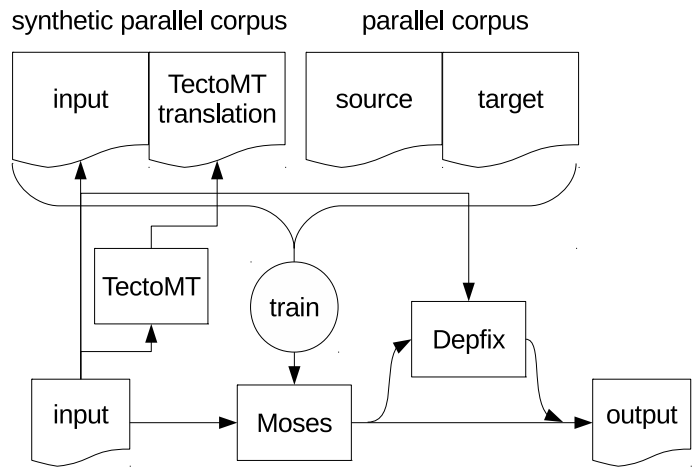 synthetic parallel corpus
parallel corpus
input
TectoMT
translation
source
target
TectoMT
train
Depfix
input
Moses
output